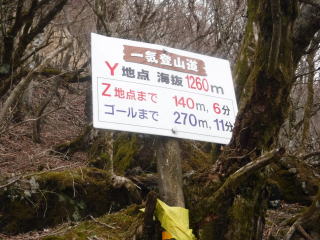 一気登山道
Y地点 海抜1260m
Z地点まで 140m, 6分
ゴールまで 270m, 11分